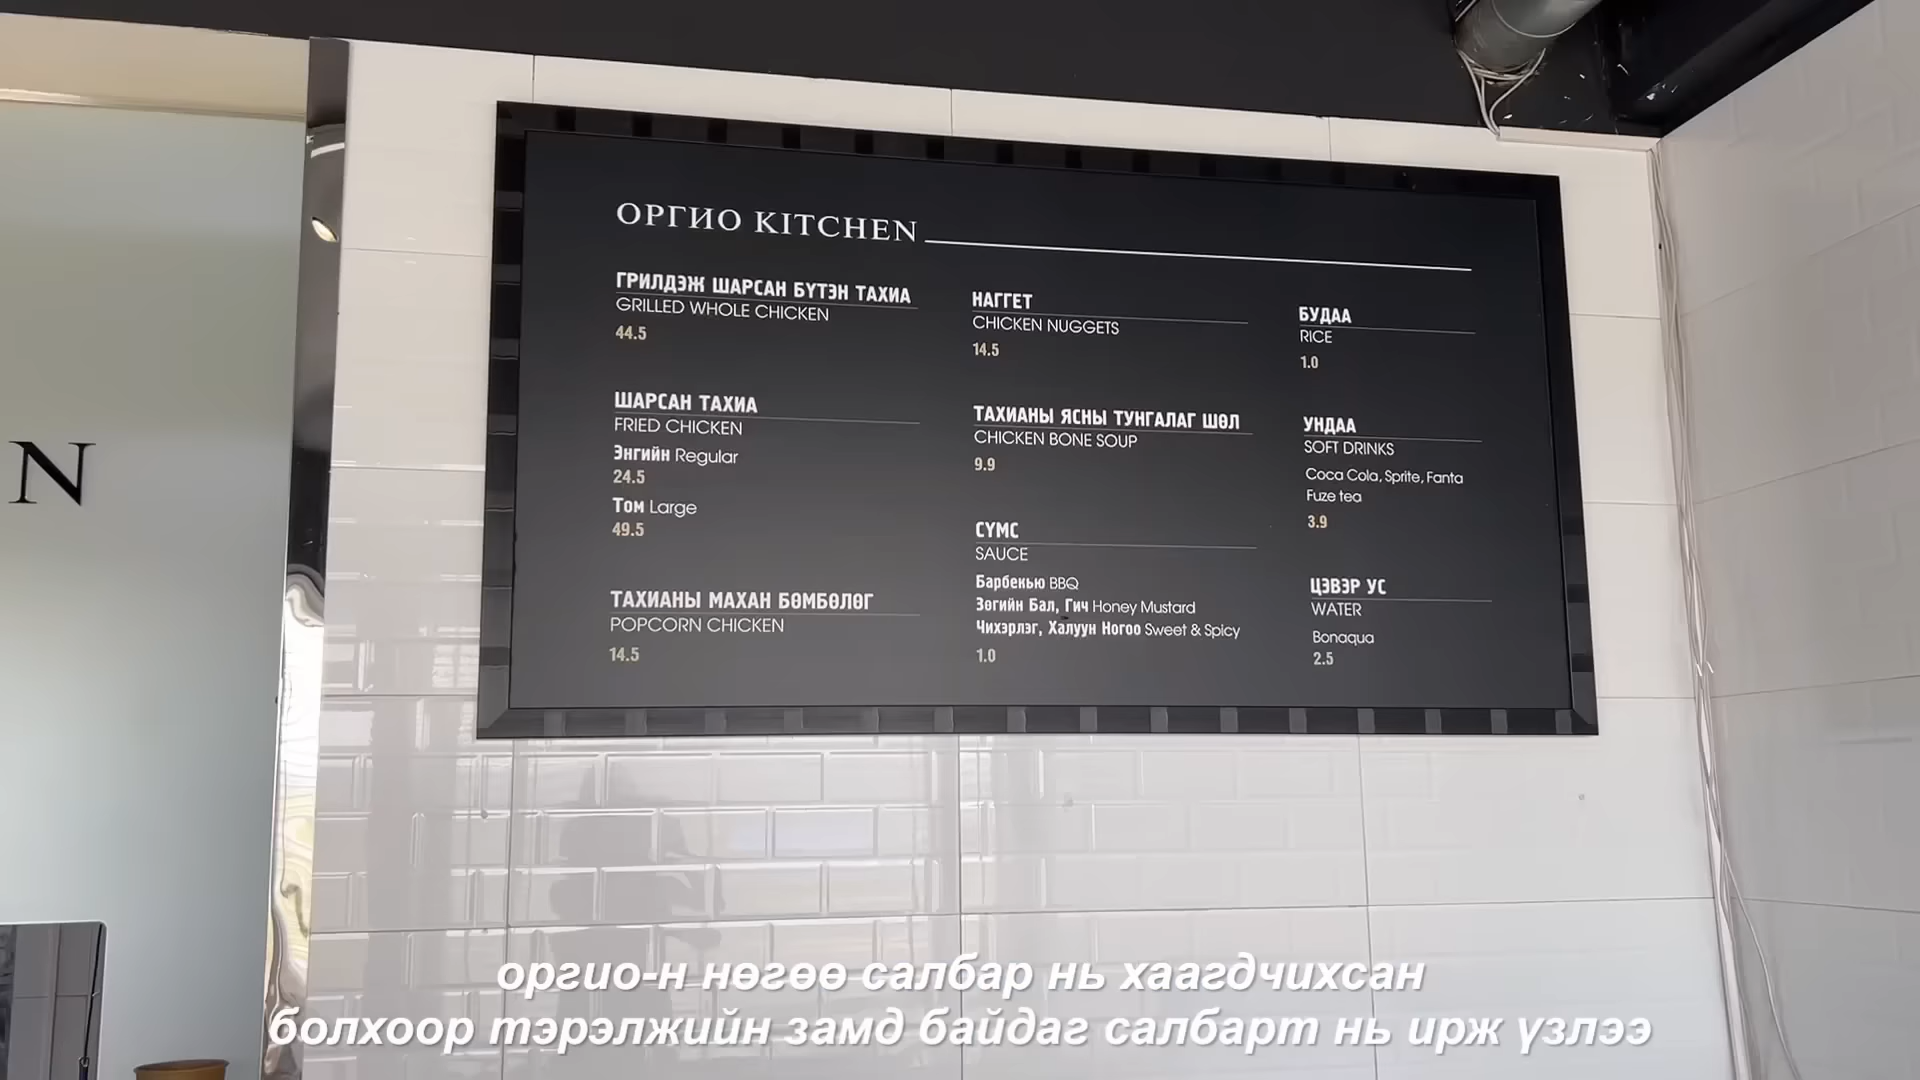 N
ОРГИО KITCHEN
ГРИЛДЭЖ ШАРСАН БҮТЭН ТАХИА
GRILLED WHOLE CHICKEN
44.5
ШАРСАН ТАХИА
FRIED CHICKEN
Энгийн Regular
24.5
Том Large
49.5
ТАХИАНЫ МАХАН БӨМБӨЛӨГ
POPCORN CHICKEN
14.5
НАГГЕТ
CHICKEN NUGGETS
14.5
ТАХИАНЫ ЯСНЫ ТУНГАЛАГ ШӨЛ
CHICKEN BONE SOUP
9.9
СҮМС
SAUCE
Барбекью BBQ
Зөгийн Бал, Гич Honey Mustard
Чихэрлэг, Халуун Ногоо Sweet & Spicy
1.0
БУДАА
RICE
1.0
УНДАА
SOFT DRINKS
Coca Cola, Sprite, Fanta
Fuze tea
3.9
ЦЭВЭР УС
WATER
Bonaqua
2.5
оргио-н нөгөө салбар нь хаагдчихсан
болхоор тэрэлжийн замд байдаг салбарт нь ирж үзлээ